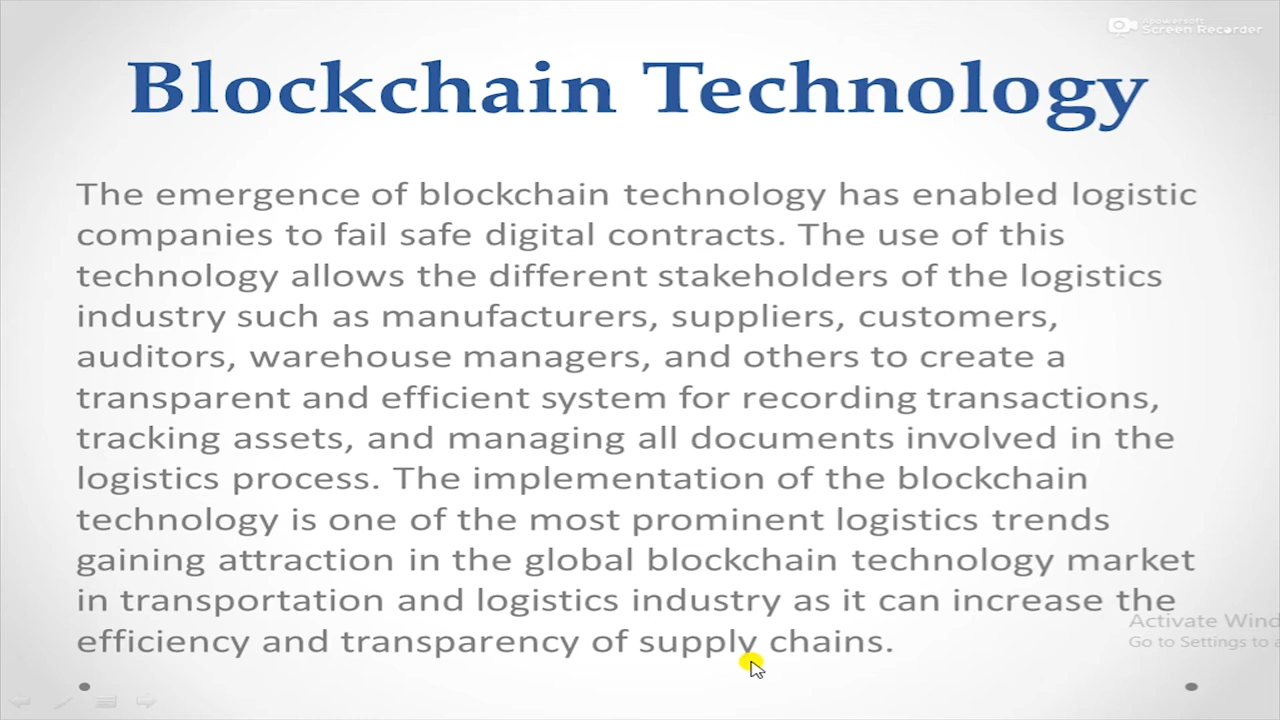 Apowersoft
Screen Recorder
Blockchain Technology
The emergence of blockchain technology has enabled logistic
companies to fail safe digital contracts. The use of this
technology allows the different stakeholders of the logistics
industry such as manufacturers, suppliers, customers,
auditors, warehouse managers, and others to create a
transparent and efficient system for recording transactions,
tracking assets, and managing all documents involved in the
logistics process. The implementation of the blockchain
technology is one of the most prominent logistics trends
gaining attraction in the global blockchain technology market
in transportation and logistics industry as it can increase the
efficiency and transparency of supply chains.
Activate Wind
Go to Settings to a